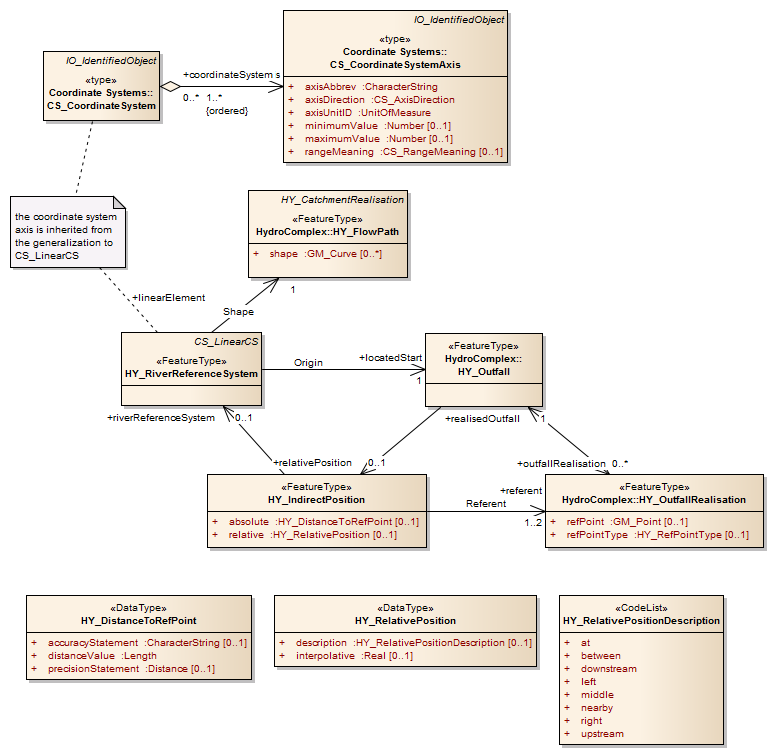 IO_IdentifiedObject
«type»
Coordinate Systems::
CS_CoordinateSystemAxis
+ axisAbbrev :CharacterString
+ axisDirection :CS_AxisDirection
+ axisUnitID :UnitOfMeasure
+ minimumValue :Number [0..1]
+ maximumValue :Number [0..1]
+ rangeMeaning :CS_RangeMeaning [0..1]
IO_IdentifiedObject
«type»
Coordinate Systems::
CS_CoordinateSystem
+coordinateSystem s
0..* 1..*
{ordered}
the coordinate system
axis is inherited from
the generalization to
CS_LinearCS
HY_CatchmentRealisation
«FeatureType»
HydroComplex::HY_FlowPath
+ shape :GM_Curve [0..*]
1
+linearElement
Shape
CS_LinearCS
«FeatureType»
HY_RiverReferenceSystem
Origin
+locatedStart
1
«FeatureType»
HydroComplex::
HY_Outfall
+riverReferenceSystem 0..1
+realisedOutfall 1
+relativePosition 0..1
+outfallRealisation 0..*
«FeatureType»
HY_IndirectPosition
+ absolute :HY_DistanceToRefPoint [0..1]
+ relative :HY_RelativePosition [0..1]
+referent
Referent
1..2
«FeatureType»
HydroComplex::HY_OutfallRealisation
+ refPoint :GM_Point [0..1]
+ refPointType :HY_RefPointType [0..1]
«DataType»
HY_DistanceToRefPoint
+ accuracyStatement :CharacterString [0..1]
+ distanceValue :Length
+ precisionStatement :Distance [0..1]
«DataType»
HY_RelativePosition
+ description :HY_RelativePositionDescription [0..1]
+ interpolative :Real [0..1]
«CodeList»
HY_RelativePositionDescription
+ at
+ between
+ downstream
+ left
+ middle
+ nearby
+ right
+ upstream